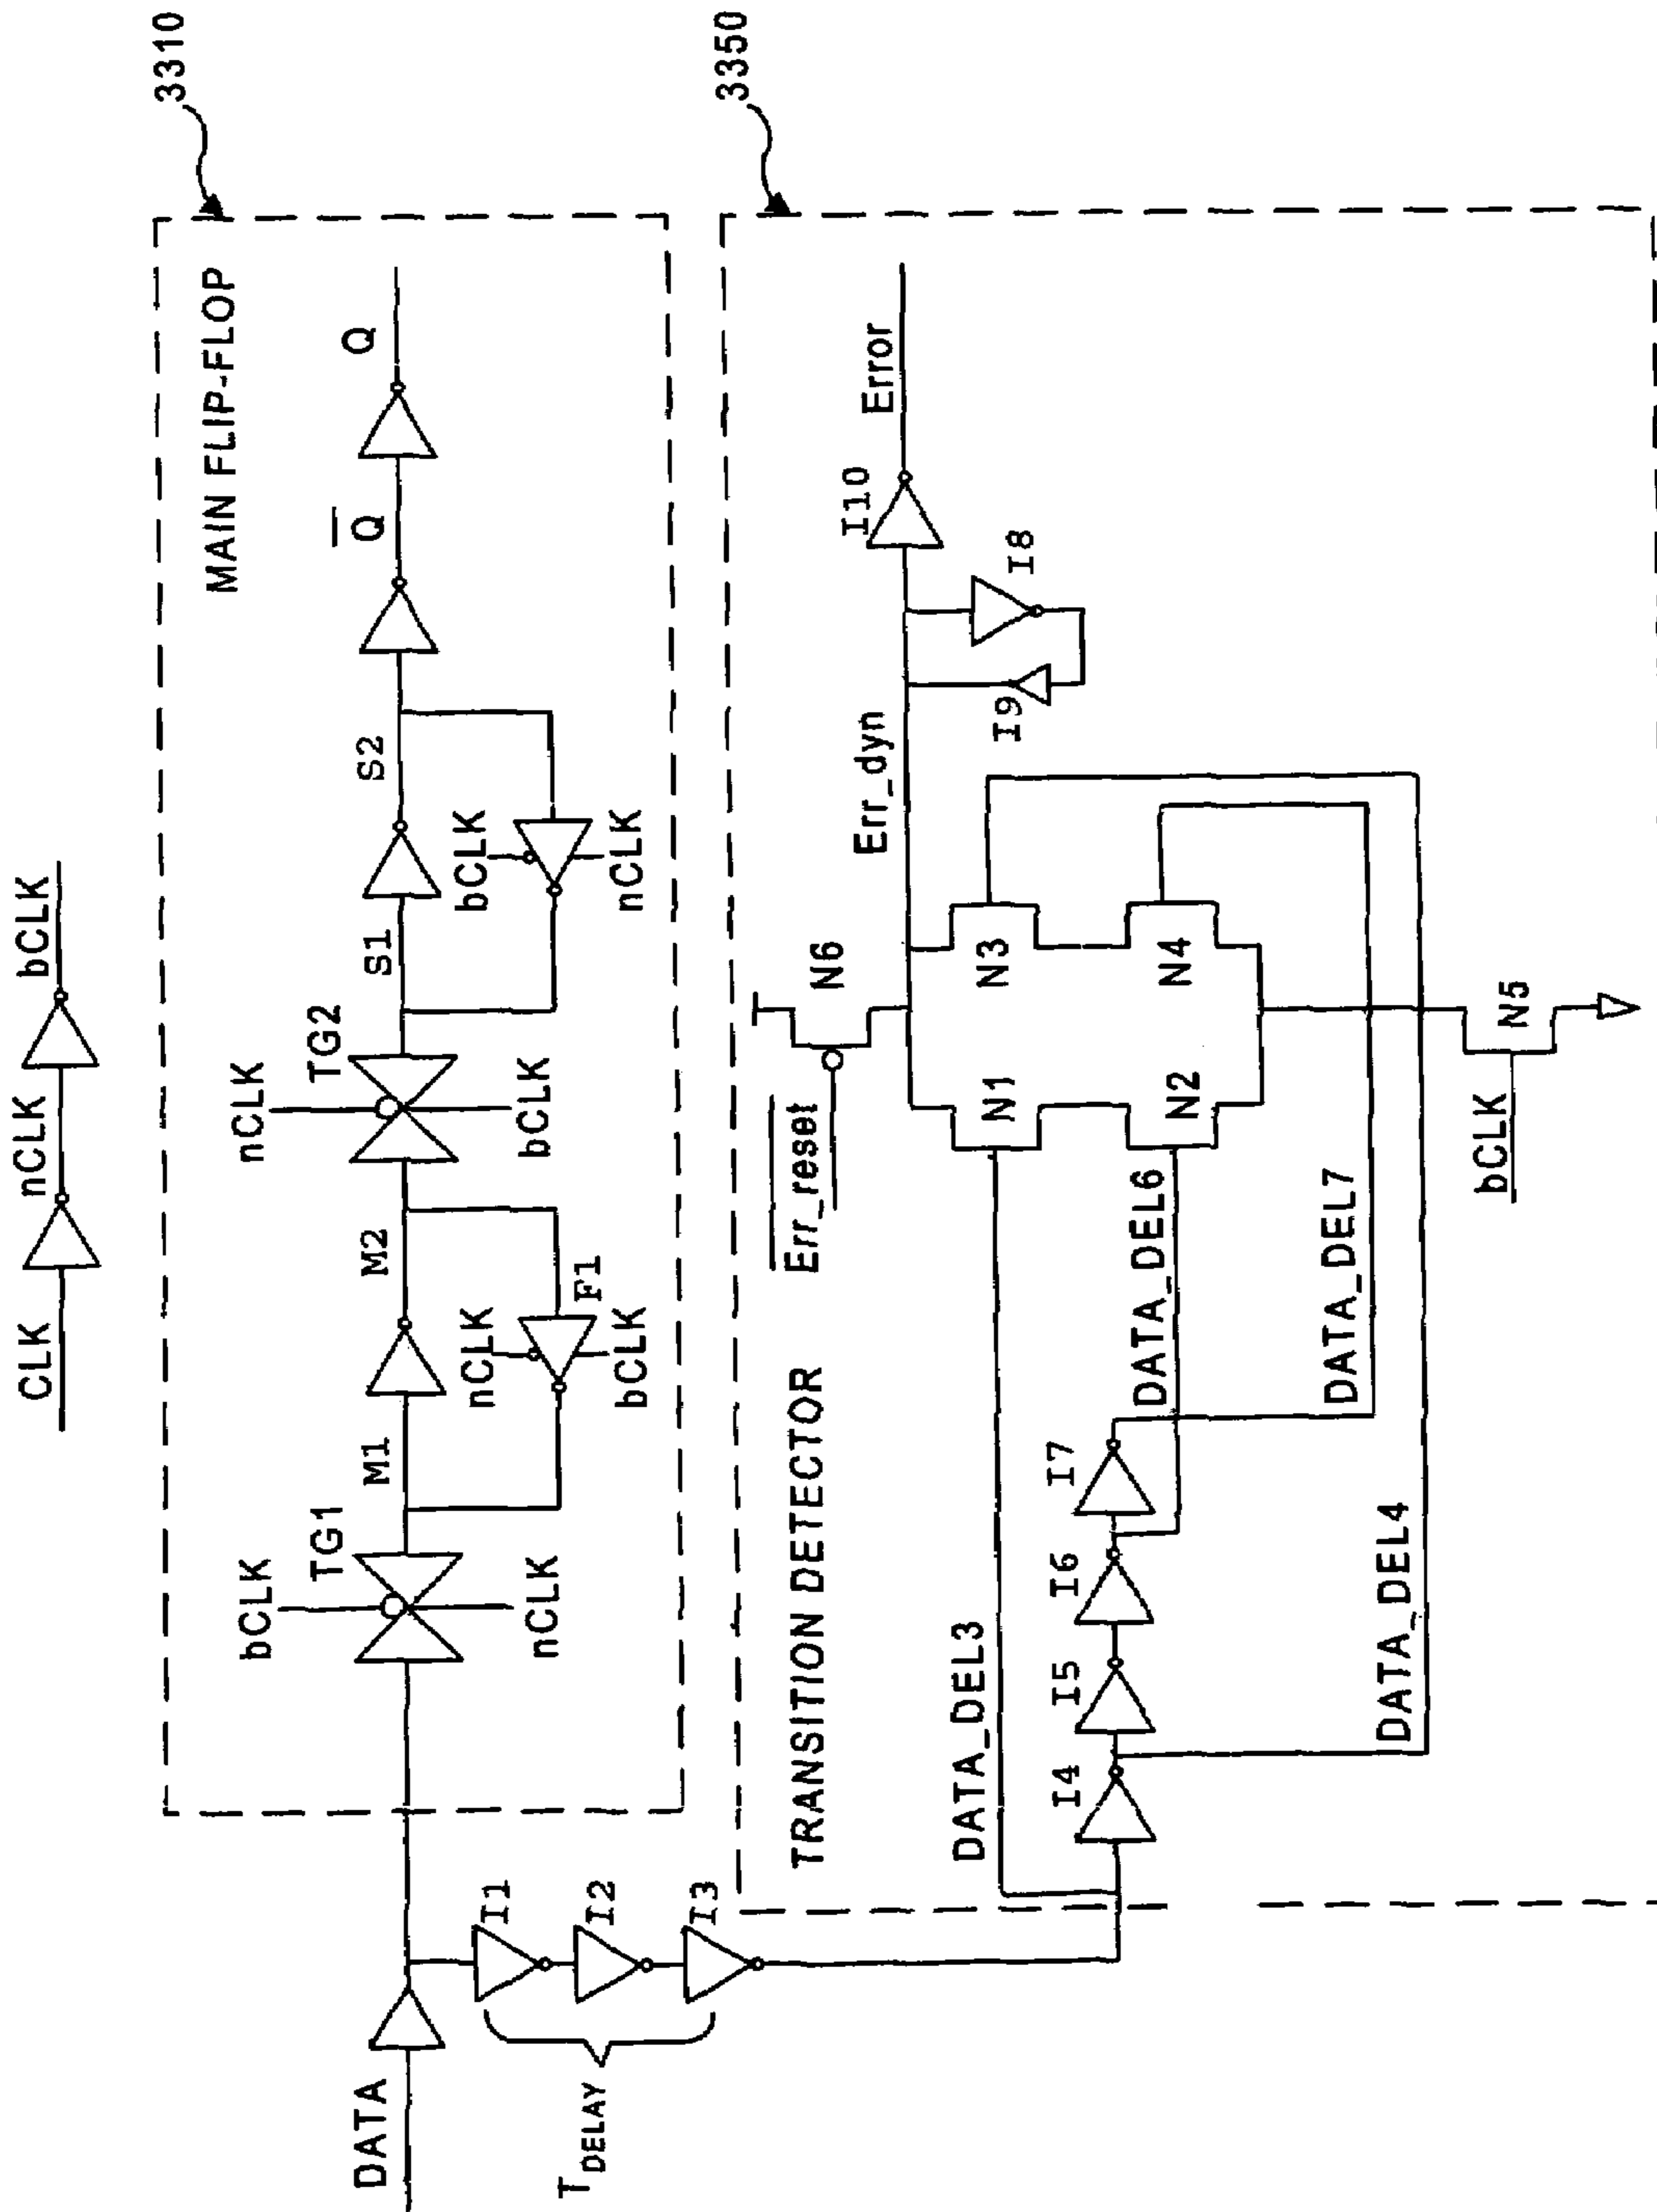 CLK
nCLK
bCLK
3310
MAIN FLIP-FLOP
bCLK
TG1
nCLK
M1
M2
nCLK
F1
bCLK
nCLK
TG2
bCLK
S1
S2
bCLK
nCLK
Q̅
Q
DATA
I1
I2
I3
T DELAY
3350
TRANSITION DETECTOR
DATA_DEL3
I4
I5
I6
I7
DATA_DEL6
DATA_DEL7
DATA_DEL4
E̅r̅r̅_̅r̅e̅s̅e̅t̅
N6
N1
N2
N3
N4
bCLK
N5
Err_dyn
I9
I8
I10
Error